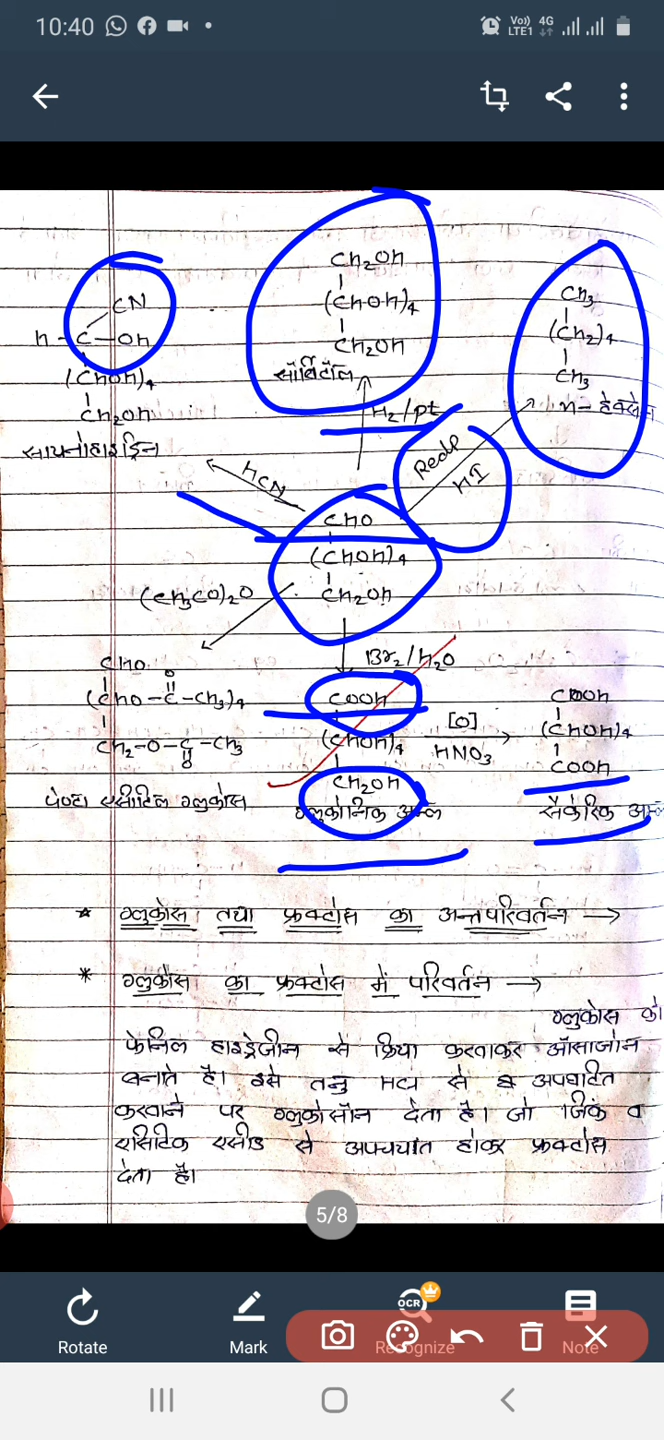 10:40
Vo)) 4G
LTE1
CH₂OH
(CHOH)₄
CH₂OH
सॉर्बिटॉल
CN
H-C-OH
(CHOH)₄
CH₂OH
सायनोहाइड्रिन
CH₃
(CH₂)₄
CH₃
n-हेक्सेन
H₂/pt
RedP
HI
HCN
CHO
(CHOH)₄
CH₂OH
(CH₃CO)₂O
Br₂/H₂O
CHO
O
(CHO-C-CH₃)₄
CH₂-O-C-CH₃
O
पेण्टा एसीटिल ग्लुकोस
COOH
(CHOH)₄
CH₂OH
ग्लुकोनिक अम्ल
[O]
HNO₃
COOH
(CHOH)₄
COOH
सैकेरिक अम्ल
* ग्लुकोस तथा फ्रक्टोस का अन्तपरिवर्तन →
* ग्लुकोस का फ्रक्टोस में परिवर्तन →
ग्लुकोस को
फेनिल हाइड्रेजीन से क्रिया करवाकर ऑसाजोन
बनाते है। इसे तनु HCl से अपघटित
करवाने पर ग्लुकोसॉन देता है। जो जिंक व
एसिटिक एसीड से अपचयित होकर फ्रक्टोस
देता है।
5/8
OCR
Rotate
Mark
Recognize
Note